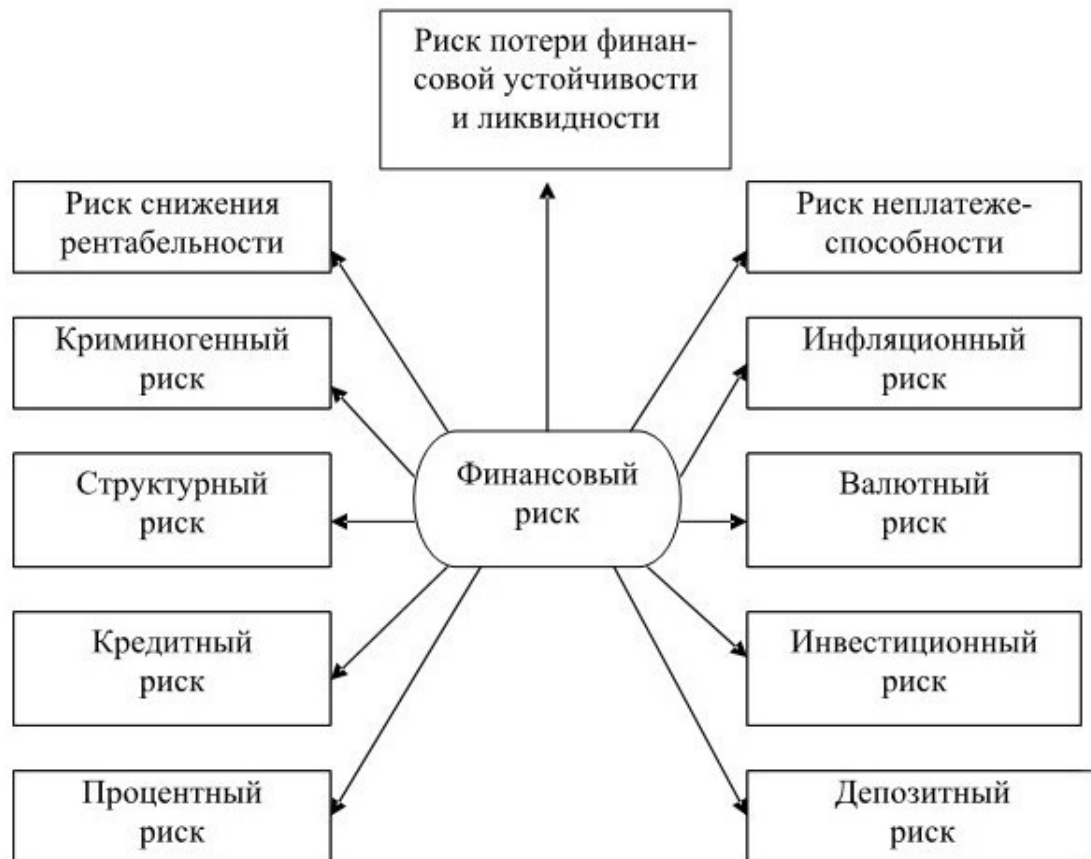 Риск потери финан-
совой устойчивости
и ликвидности
Риск снижения
рентабельности
Риск неплатеже-
способности
Криминогенный
риск
Инфляционный
риск
Структурный
риск
Финансовый
риск
Валютный
риск
Кредитный
риск
Инвестиционный
риск
Процентный
риск
Депозитный
риск